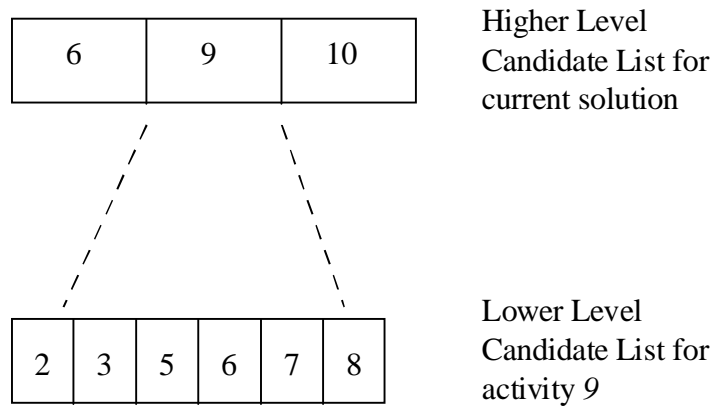 6 9 10
Higher Level
Candidate List for
current solution
2 3 5 6 7 8
Lower Level
Candidate List for
activity 9